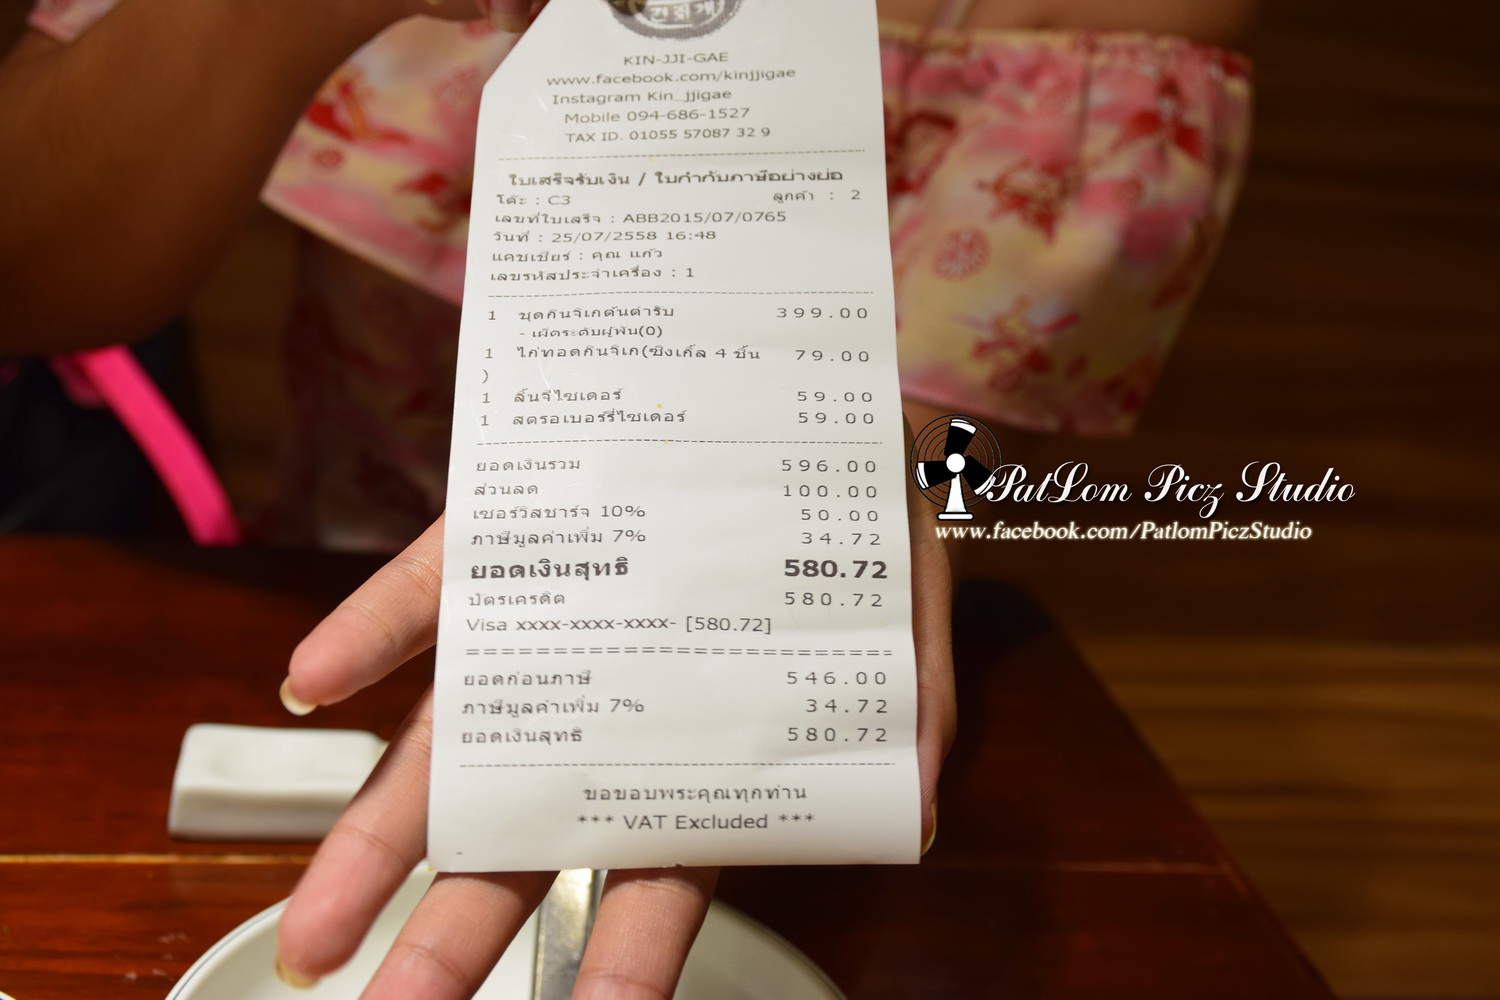 긴찌개
KIN-JJI-GAE
www.facebook.com/kinjjigae
Instagram Kin_jjigae
Mobile 094-686-1527
TAX ID. 01055 57087 32 9
ใบเสร็จรับเงิน / ใบกำกับภาษีอย่างย่อ
โต๊ะ : C3 ลูกค้า : 2
เลขที่ใบเสร็จ : ABB2015/07/0765
วันที่ : 25/07/2558 16:48
แคชเชียร์ : คุณ แก้ว
เลขรหัสประจำเครื่อง : 1
1 ชุดกินจิเกต้นตำรับ 399.00
- เผ็ดระดับผู้พัน(0)
1 ไก่ทอดกินจิเก(ซิงเกิ้ล 4 ชิ้น 79.00
)
1 ลิ้นจี่ไซเดอร์ 59.00
1 สตรอเบอร์รี่ไซเดอร์ 59.00
ยอดเงินรวม 596.00
ส่วนลด 100.00
เซอร์วิสชาร์จ 10% 50.00
ภาษีมูลค่าเพิ่ม 7% 34.72
ยอดเงินสุทธิ 580.72
บัตรเครดิต 580.72
Visa xxxx-xxxx-xxxx- [580.72]
=========================
ยอดก่อนภาษี 546.00
ภาษีมูลค่าเพิ่ม 7% 34.72
ยอดเงินสุทธิ 580.72
ขอขอบพระคุณทุกท่าน
*** VAT Excluded ***
PatLom Picz Studio
www.facebook.com/PatlomPiczStudio